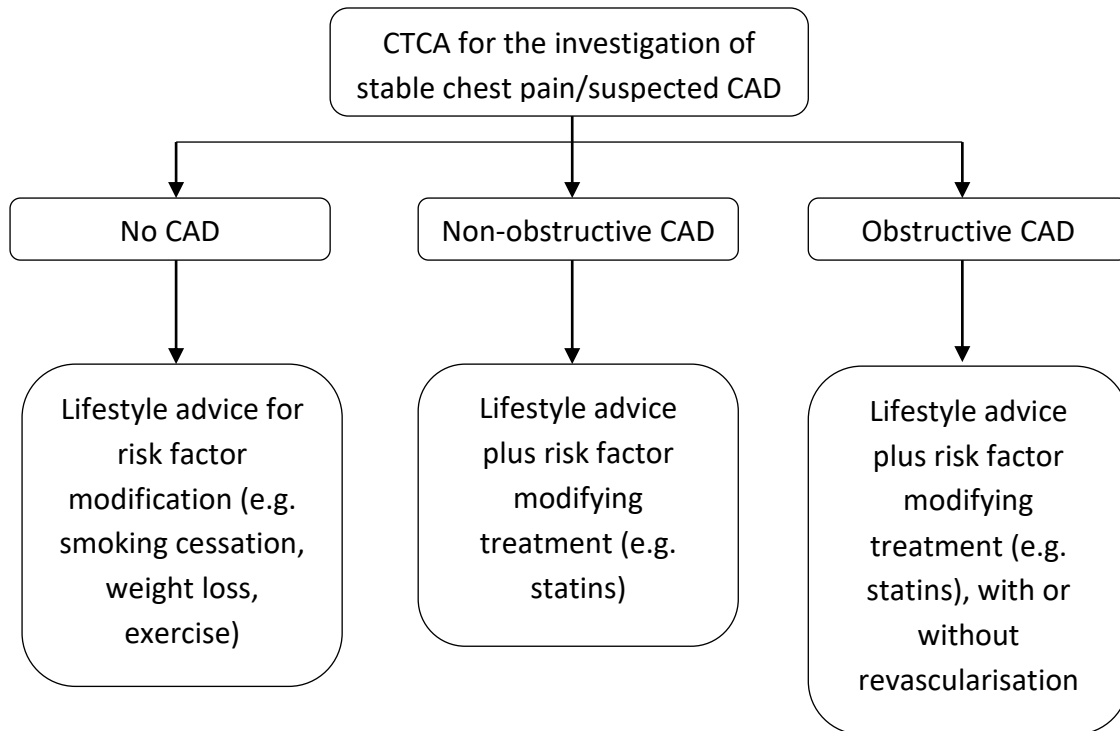 CTCA for the investigation of
stable chest pain/suspected CAD
No CAD
Non-obstructive CAD
Obstructive CAD
Lifestyle advice for
risk factor
modification (e.g.
smoking cessation,
weight loss,
exercise)
Lifestyle advice
plus risk factor
modifying
treatment (e.g.
statins)
Lifestyle advice
plus risk factor
modifying
treatment (e.g.
statins), with or
without
revascularisation